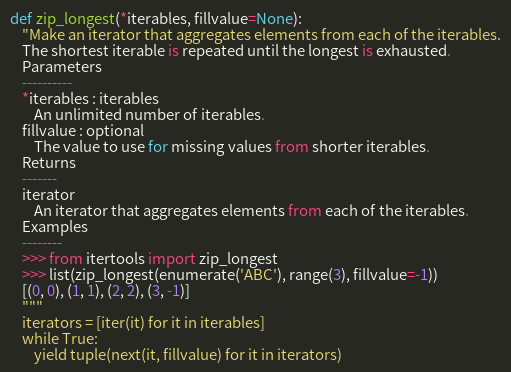 def zip_longest(*iterables, fillvalue=None):
"Make an iterator that aggregates elements from each of the iterables.
The shortest iterable is repeated until the longest is exhausted.
Parameters
----------
*iterables : iterables
An unlimited number of iterables.
fillvalue : optional
The value to use for missing values from shorter iterables.
Returns
-------
iterator
An iterator that aggregates elements from each of the iterables.
Examples
--------
>>> from itertools import zip_longest
>>> list(zip_longest(enumerate('ABC'), range(3), fillvalue=-1))
[(0, 0), (1, 1), (2, 2), (3, -1)]
"""
iterators = [iter(it) for it in iterables]
while True:
yield tuple(next(it, fillvalue) for it in iterators)